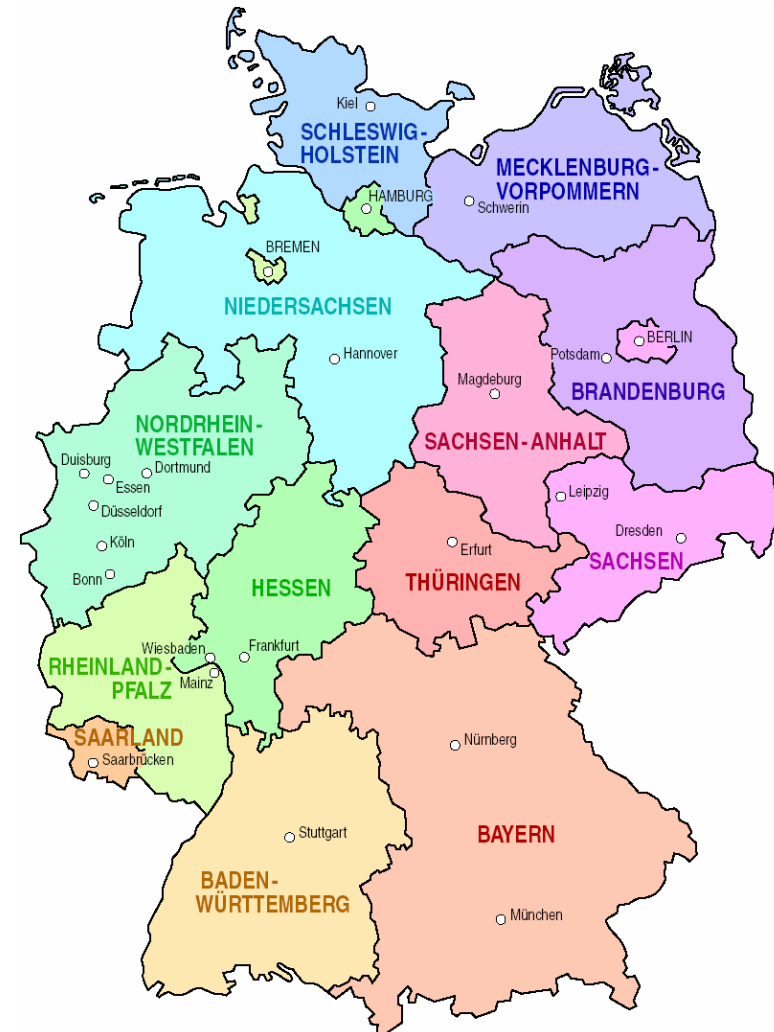 Kiel
SCHLESWIG-
HOLSTEIN
MECKLENBURG-
VORPOMMERN
HAMBURG
Schwerin
BREMEN
NIEDERSACHSEN
BERLIN
Hannover
Potsdam
Magdeburg
BRANDENBURG
NORDRHEIN-
WESTFALEN
SACHSEN-ANHALT
Duisburg
Dortmund
Essen
Leipzig
Düsseldorf
Dresden
Köln
Erfurt
SACHSEN
Bonn
HESSEN
THÜRINGEN
Wiesbaden
Frankfurt
RHEINLAND-
PFALZ
Mainz
SAARLAND
Nürnberg
Saarbrücken
Stuttgart
BAYERN
BADEN-
WÜRTTEMBERG
München